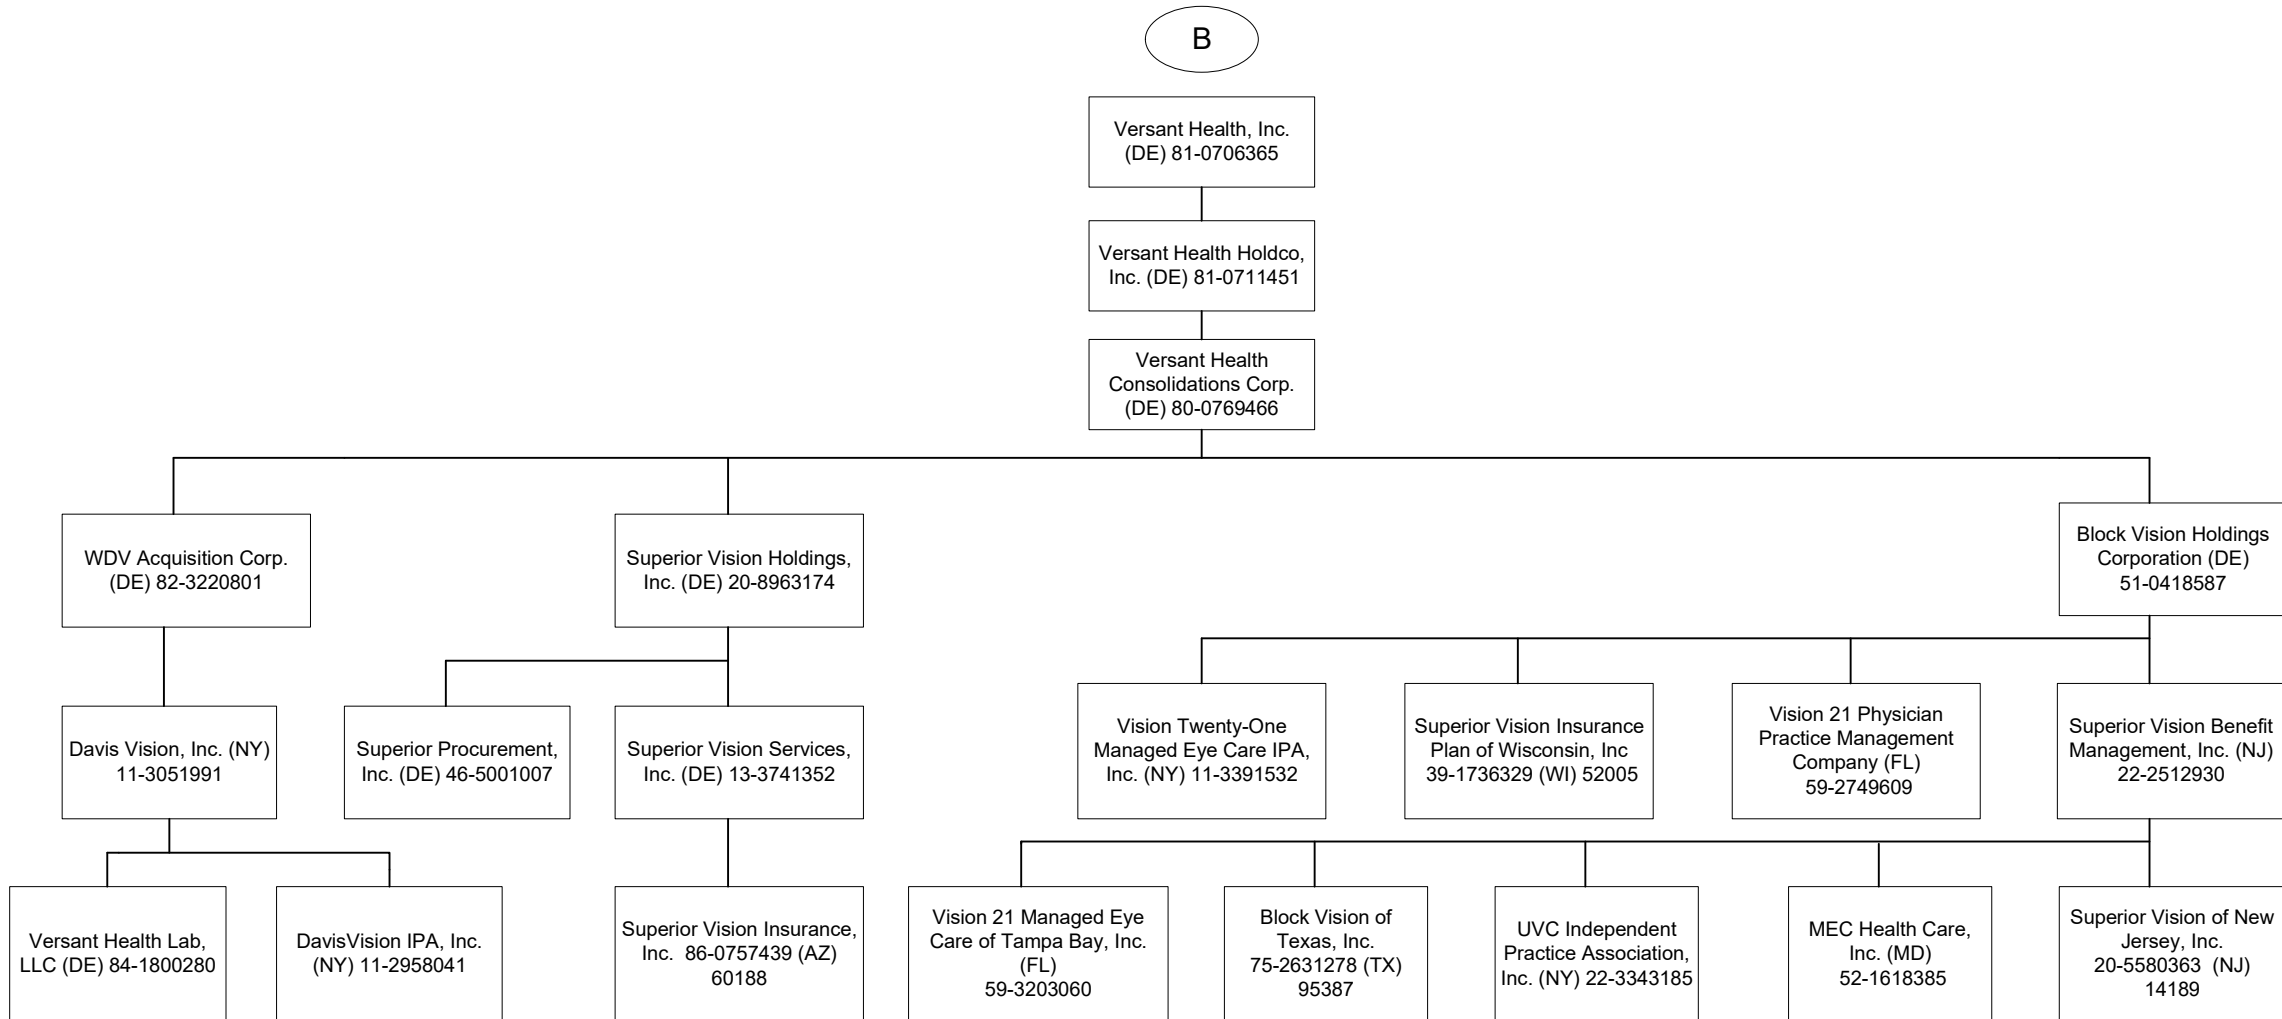 B
Versant Health, Inc.
(DE) 81-0706365
Versant Health Holdco,
Inc. (DE) 81-0711451
Versant Health
Consolidations Corp.
(DE) 80-0769466
WDV Acquisition Corp.
(DE) 82-3220801
Superior Vision Holdings,
Inc. (DE) 20-8963174
Block Vision Holdings
Corporation (DE)
51-0418587
Davis Vision, Inc. (NY)
11-3051991
Superior Procurement,
Inc. (DE) 46-5001007
Superior Vision Services,
Inc. (DE) 13-3741352
Vision Twenty-One
Managed Eye Care IPA,
Inc. (NY) 11-3391532
Superior Vision Insurance
Plan of Wisconsin, Inc
39-1736329 (WI) 52005
Vision 21 Physician
Practice Management
Company (FL)
59-2749609
Superior Vision Benefit
Management, Inc. (NJ)
22-2512930
Versant Health Lab,
LLC (DE) 84-1800280
DavisVision IPA, Inc.
(NY) 11-2958041
Superior Vision Insurance,
Inc.  86-0757439 (AZ)
60188
Vision 21 Managed Eye
Care of Tampa Bay, Inc.
(FL)
59-3203060
Block Vision of
Texas, Inc.
75-2631278 (TX)
95387
UVC Independent
Practice Association,
Inc. (NY) 22-3343185
MEC Health Care,
Inc. (MD)
52-1618385
Superior Vision of New
Jersey, Inc.
20-5580363  (NJ)
14189